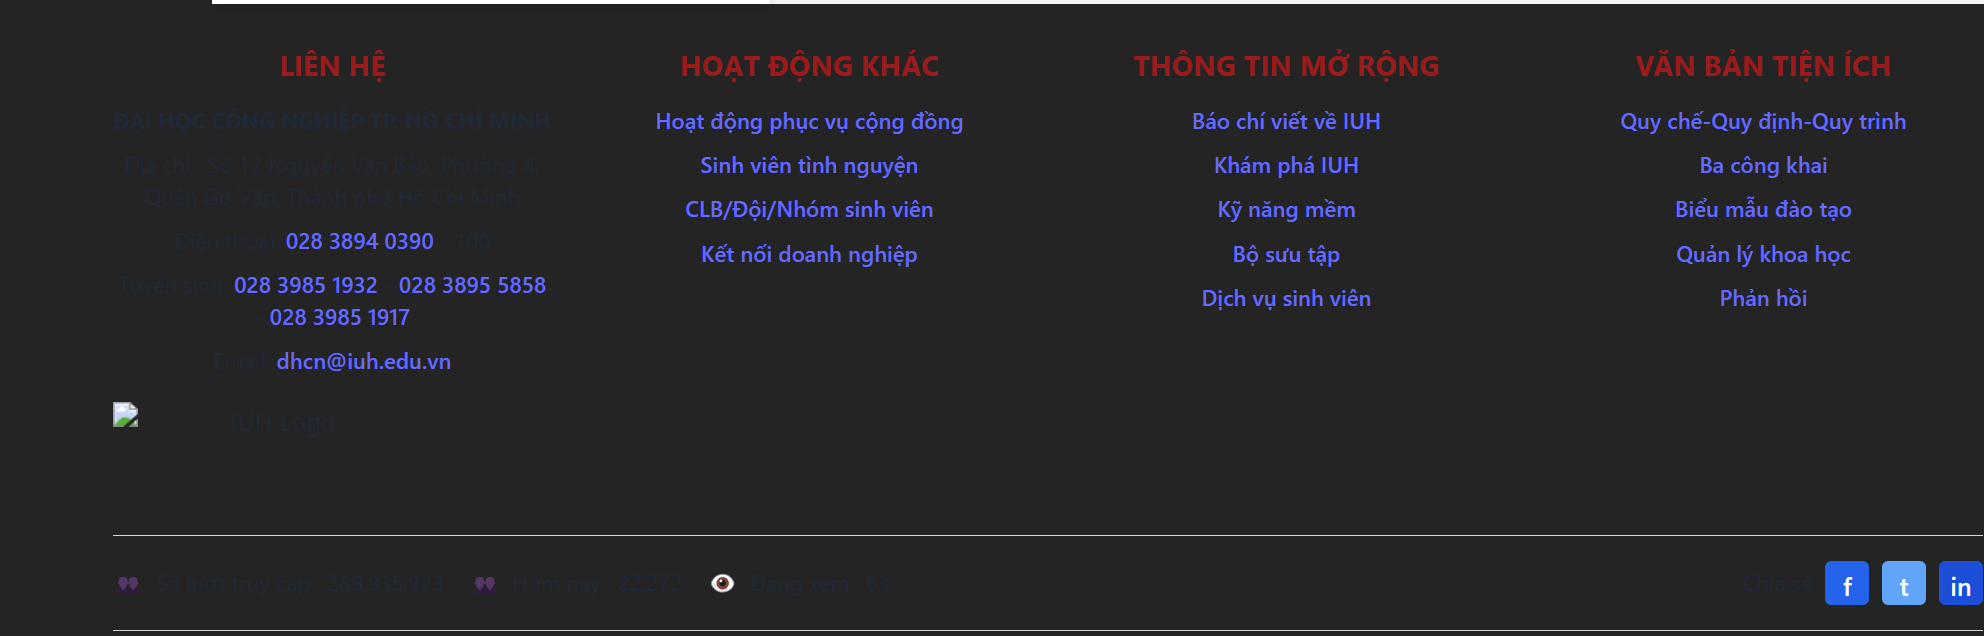 LIÊN HỆ
ĐẠI HỌC CÔNG NGHIỆP TP. HỒ CHÍ MINH
Địa chỉ: Số 12 Nguyễn Văn Bảo, Phường 4,
Quận Gò Vấp, Thành phố Hồ Chí Minh
Điện thoại: 028 3894 0390 - 100
Tuyển sinh: 028 3985 1932 - 028 3895 5858
028 3985 1917
Email: dhcn@iuh.edu.vn
IUH Logo
HOẠT ĐỘNG KHÁC
Hoạt động phục vụ cộng đồng
Sinh viên tình nguyện
CLB/Đội/Nhóm sinh viên
Kết nối doanh nghiệp
THÔNG TIN MỞ RỘNG
Báo chí viết về IUH
Khám phá IUH
Kỹ năng mềm
Bộ sưu tập
Dịch vụ sinh viên
VĂN BẢN TIỆN ÍCH
Quy chế-Quy định-Quy trình
Ba công khai
Biểu mẫu đào tạo
Quản lý khoa học
Phản hồi
Số lượt truy cập: 288.835.923 Hôm nay: 22.272 Đang xem: 83
Chia sẻ: f t in